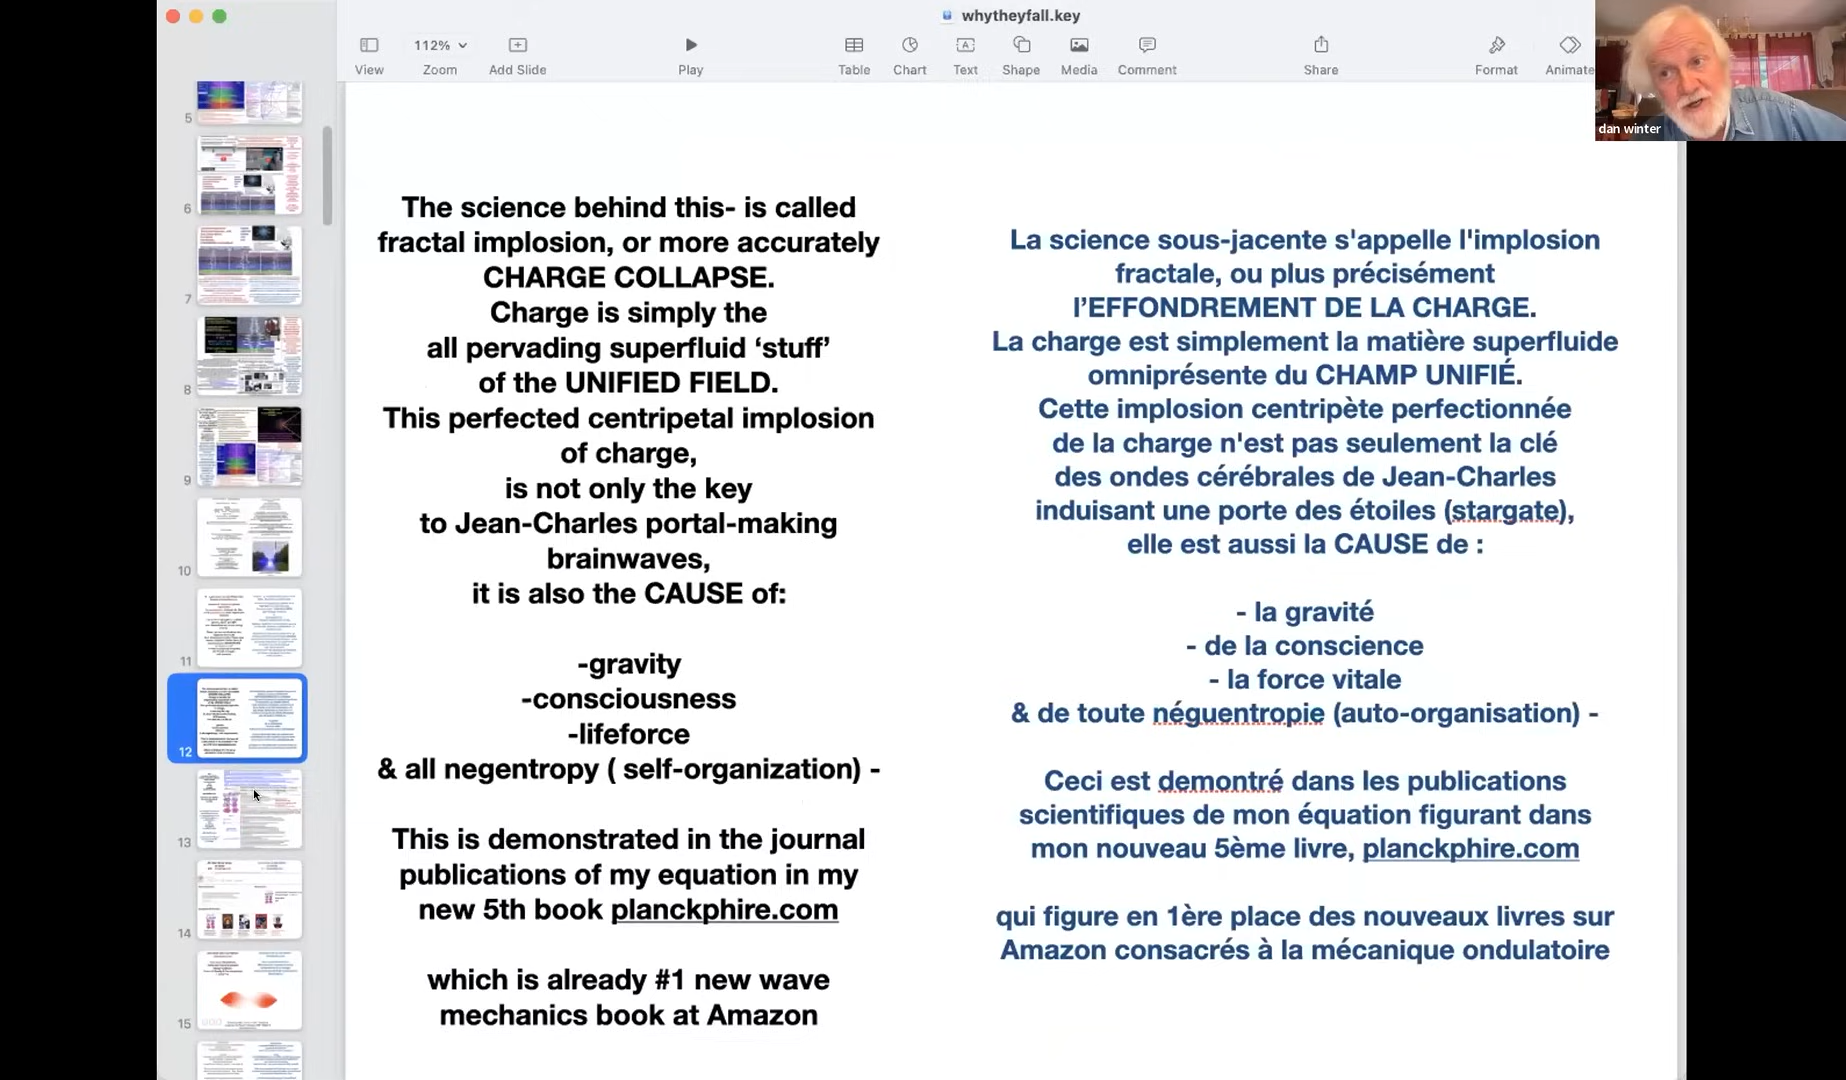 whytheyfall.key
112%
View
Zoom
Add Slide
Play
Table
Chart
Text
Shape
Media
Comment
Share
Format
Animate
dan winter
5
6
7
8
9
10
11
12
13
14
15
The science behind this- is called
fractal implosion, or more accurately
CHARGE COLLAPSE.
Charge is simply the
all pervading superfluid ‘stuff’
of the UNIFIED FIELD.
This perfected centripetal implosion
of charge,
is not only the key
to Jean-Charles portal-making
brainwaves,
it is also the CAUSE of:
-gravity
-consciousness
-lifeforce
& all negentropy ( self-organization) -
This is demonstrated in the journal
publications of my equation in my
new 5th book planckphire.com
which is already #1 new wave
mechanics book at Amazon
La science sous-jacente s'appelle l'implosion
fractale, ou plus précisément
l’EFFONDREMENT DE LA CHARGE.
La charge est simplement la matière superfluide
omniprésente du CHAMP UNIFIÉ.
Cette implosion centripète perfectionnée
de la charge n'est pas seulement la clé
des ondes cérébrales de Jean-Charles
induisant une porte des étoiles (stargate),
elle est aussi la CAUSE de :
- la gravité
- de la conscience
- la force vitale
& de toute néguentropie (auto-organisation) -
Ceci est demontré dans les publications
scientifiques de mon équation figurant dans
mon nouveau 5ème livre, planckphire.com
qui figure en 1ère place des nouveaux livres sur
Amazon consacrés à la mécanique ondulatoire